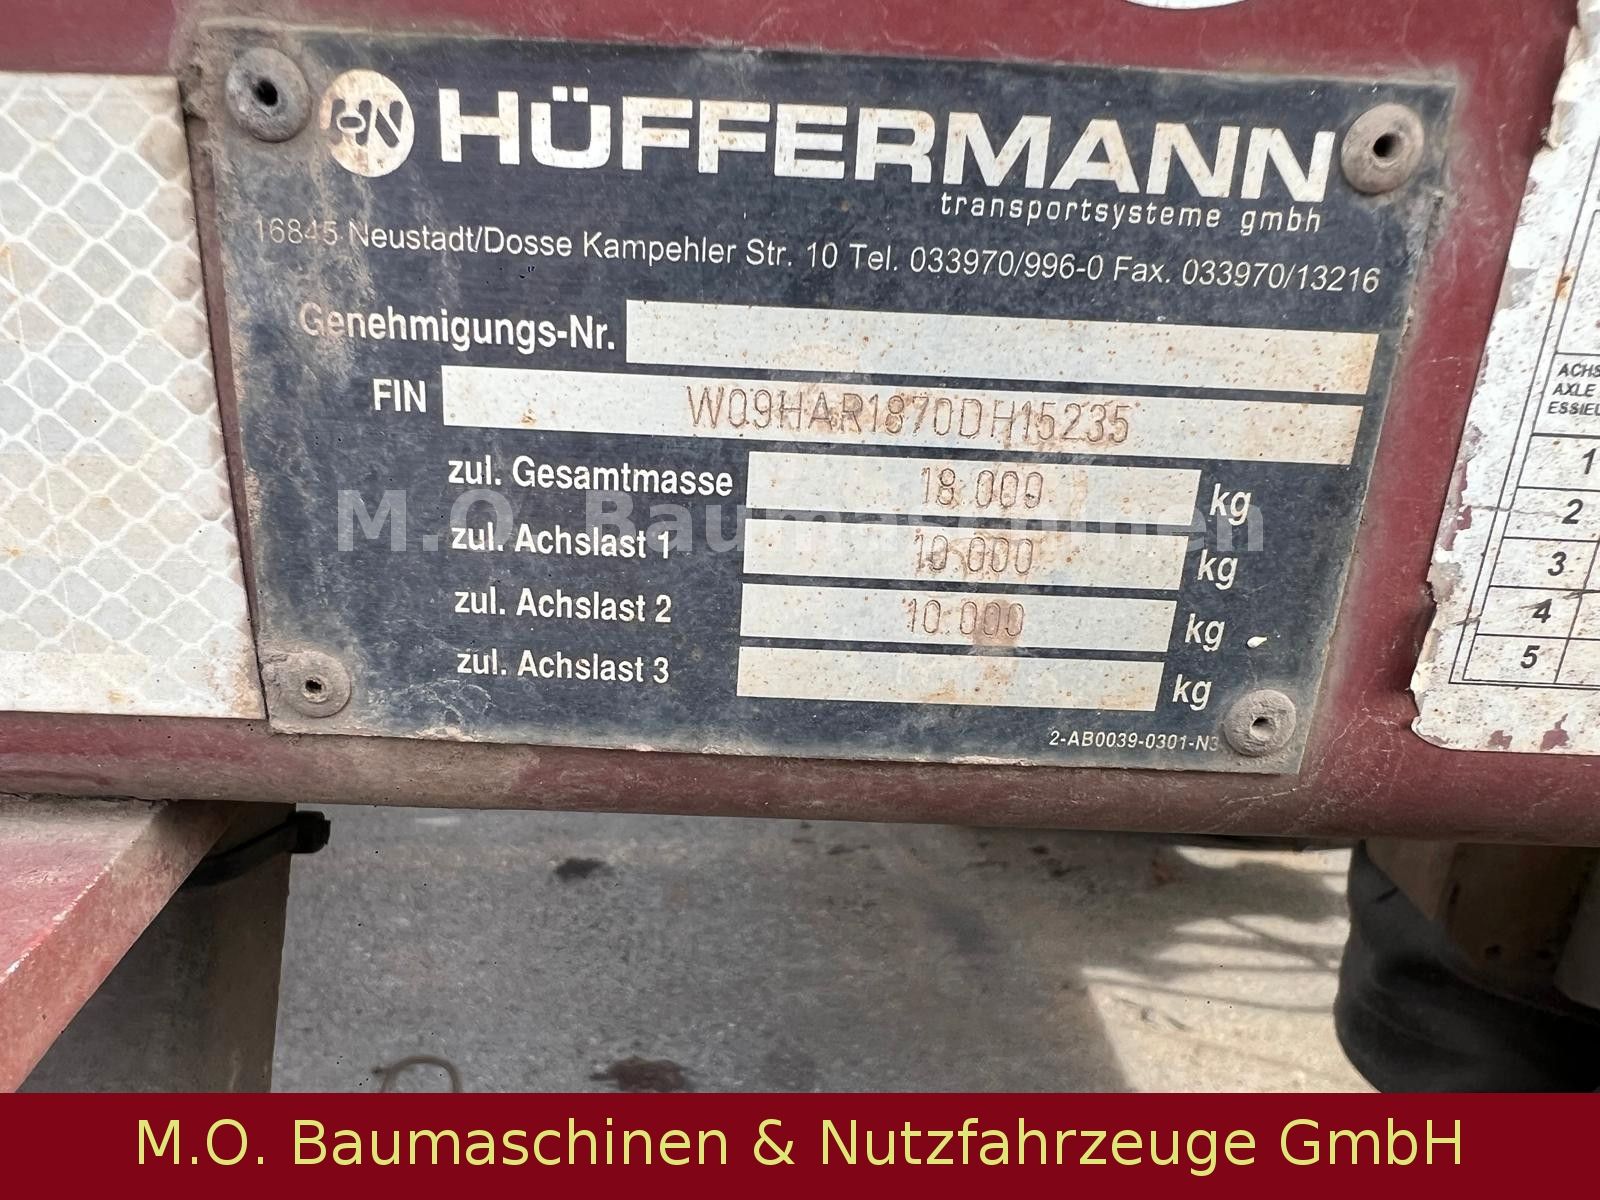 HN HÜFFERMANN
transportsysteme gmbh
16845 Neustadt/Dosse Kampehler Str. 10 Tel. 033970/996-0 Fax. 033970/13216
Genehmigungs-Nr.
FIN W09HAR1870DH15235
zul. Gesamtmasse 18.000 kg
M.O. Baumaschinen
zul. Achslast 1 10.000 kg
zul. Achslast 2 10.000 kg
zul. Achslast 3 kg
2-AB0039-0301-N3
AXLE
1
2
3
4
5
M.O. Baumaschinen & Nutzfahrzeuge GmbH